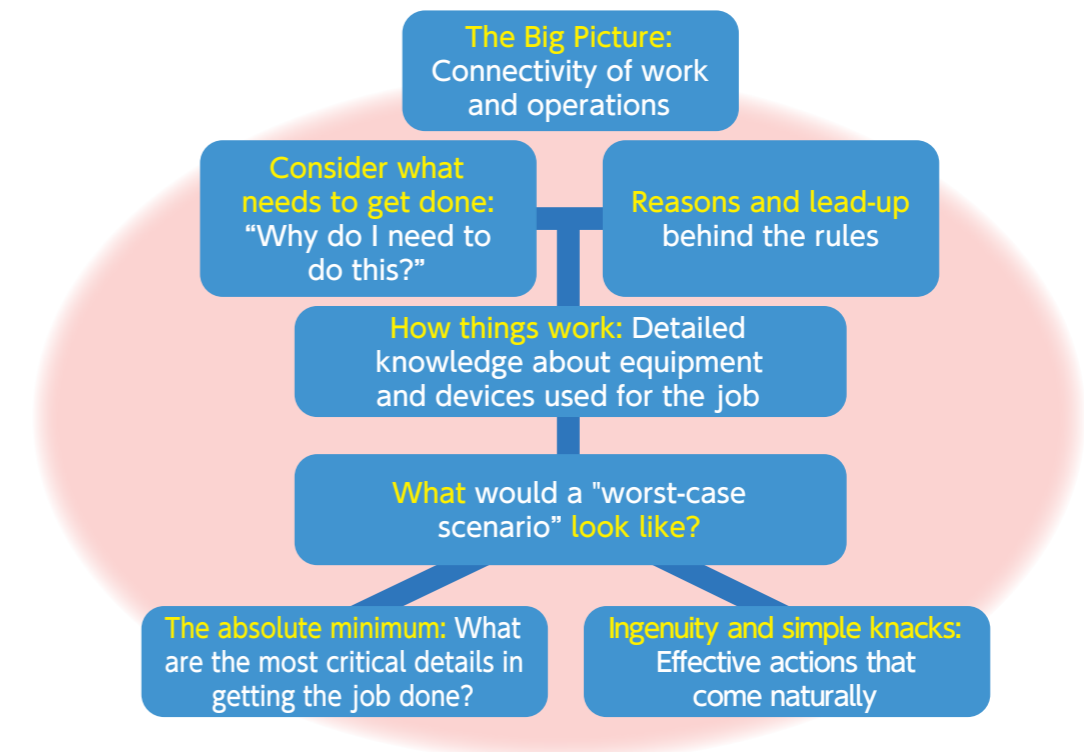 The Big Picture:
Connectivity of work
and operations
Consider what
needs to get done:
“Why do I need to
do this?”
Reasons and lead-up
behind the rules
How things work: Detailed
knowledge about equipment
and devices used for the job
What would a "worst-case
scenario” look like?
The absolute minimum: What
are the most critical details in
getting the job done?
Ingenuity and simple knacks:
Effective actions that
come naturally